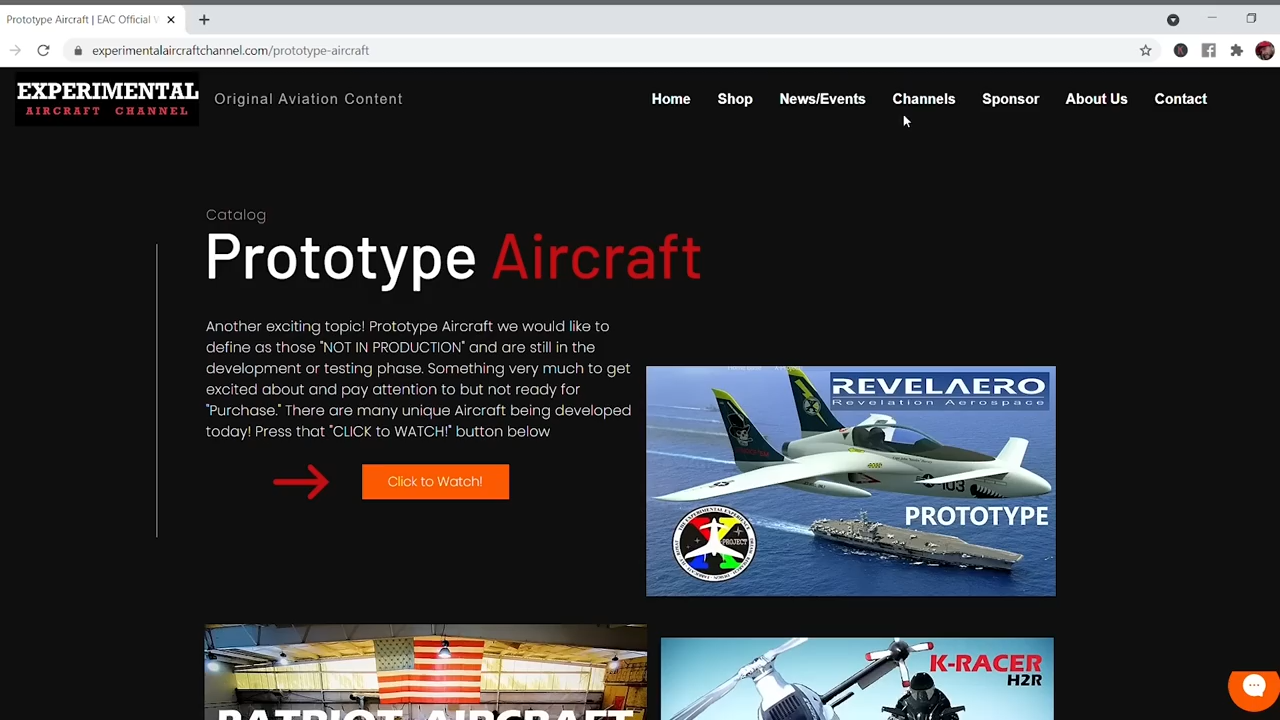 Prototype Aircraft | EAC Official W
experimentalaircraftchannel.com/prototype-aircraft
EXPERIMENTAL
AIRCRAFT CHANNEL
Original Aviation Content
Home
Shop
News/Events
Channels
Sponsor
About Us
Contact
Catalog
Prototype Aircraft
Another exciting topic! Prototype Aircraft we would like to
define as those "NOT IN PRODUCTION" and are still in the
development or testing phase. Something very much to get
excited about and pay attention to but not ready for
"Purchase." There are many unique Aircraft being developed
today! Press that "CLICK to WATCH!" button below
Click to Watch!
REVELAERO
Revelation Aerospace
103
PROTOTYPE
PROJECT
X
PATRIOT AIRCRAFT
K-RACER
H2R